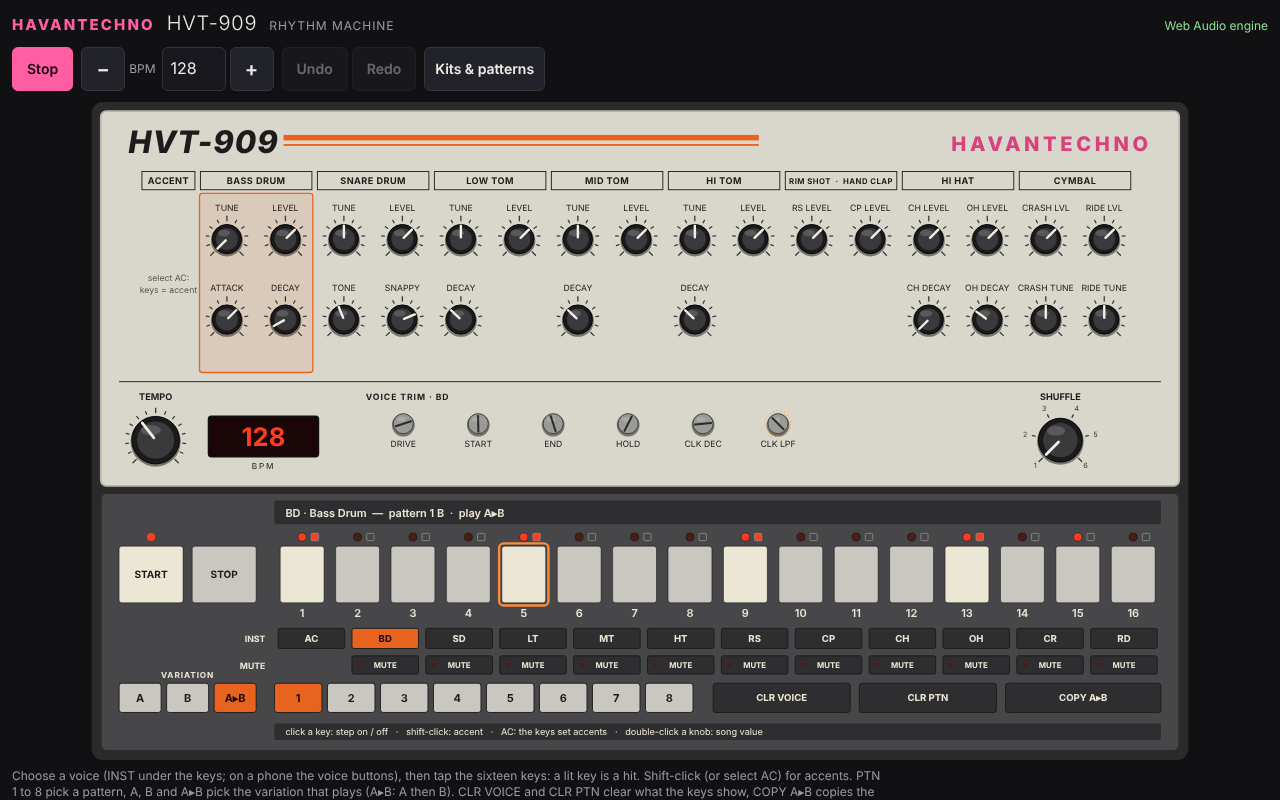 HAVANTECHNO HVT-909 RHYTHM MACHINE Web Audio engine
Stop − BPM 128 + Undo Redo Kits & patterns
HVT-909 HAVANTECHNO
ACCENT BASS DRUM SNARE DRUM LOW TOM MID TOM HI TOM RIM SHOT · HAND CLAP HI HAT CYMBAL
TUNE LEVEL TUNE LEVEL TUNE LEVEL TUNE LEVEL TUNE LEVEL RS LEVEL CP LEVEL CH LEVEL OH LEVEL CRASH LVL RIDE LVL
select AC:
keys = accent
ATTACK DECAY TONE SNAPPY DECAY DECAY DECAY CH DECAY OH DECAY CRASH TUNE RIDE TUNE
TEMPO VOICE TRIM · BD SHUFFLE
128
BPM
DRIVE START END HOLD CLK DEC CLK LPF
1 2 3 4 5 6
BD · Bass Drum — pattern 1 B · play A▸B
START STOP
1 2 3 4 5 6 7 8 9 10 11 12 13 14 15 16
INST AC BD SD LT MT HT RS CP CH OH CR RD
MUTE MUTE MUTE MUTE MUTE MUTE MUTE MUTE MUTE MUTE MUTE MUTE
VARIATION
A B A▸B 1 2 3 4 5 6 7 8 CLR VOICE CLR PTN COPY A▸B
click a key: step on / off · shift-click: accent · AC: the keys set accents · double-click a knob: song value
Choose a voice (INST under the keys; on a phone the voice buttons), then tap the sixteen keys: a lit key is a hit. Shift-click (or select AC) for accents. PTN
1 to 8 pick a pattern, A, B and A▸B pick the variation that plays (A▸B: A then B). CLR VOICE and CLR PTN clear what the keys show, COPY A▸B copies the